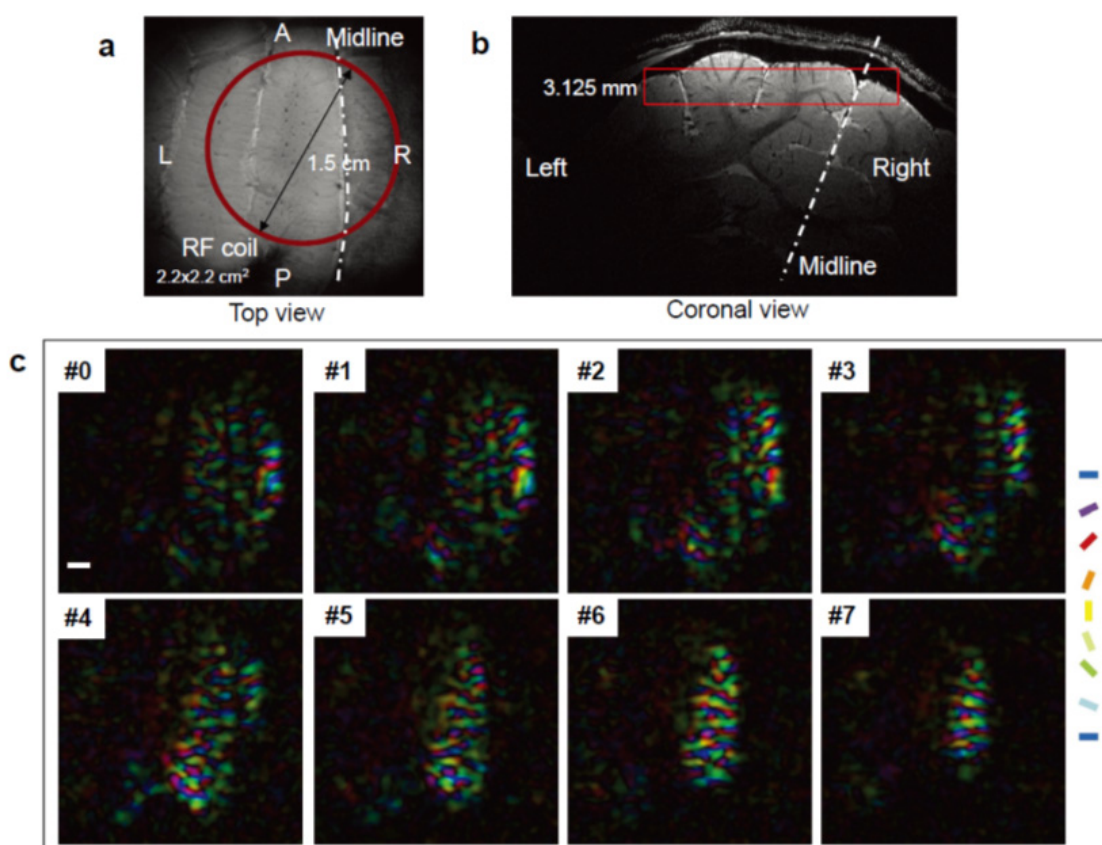 a
A
Midline
L
R
1.5 cm
RF coil
2.2x2.2 cm²
P
Top view
b
3.125 mm
Left
Right
Midline
Coronal view
c
#0
#1
#2
#3
#4
#5
#6
#7